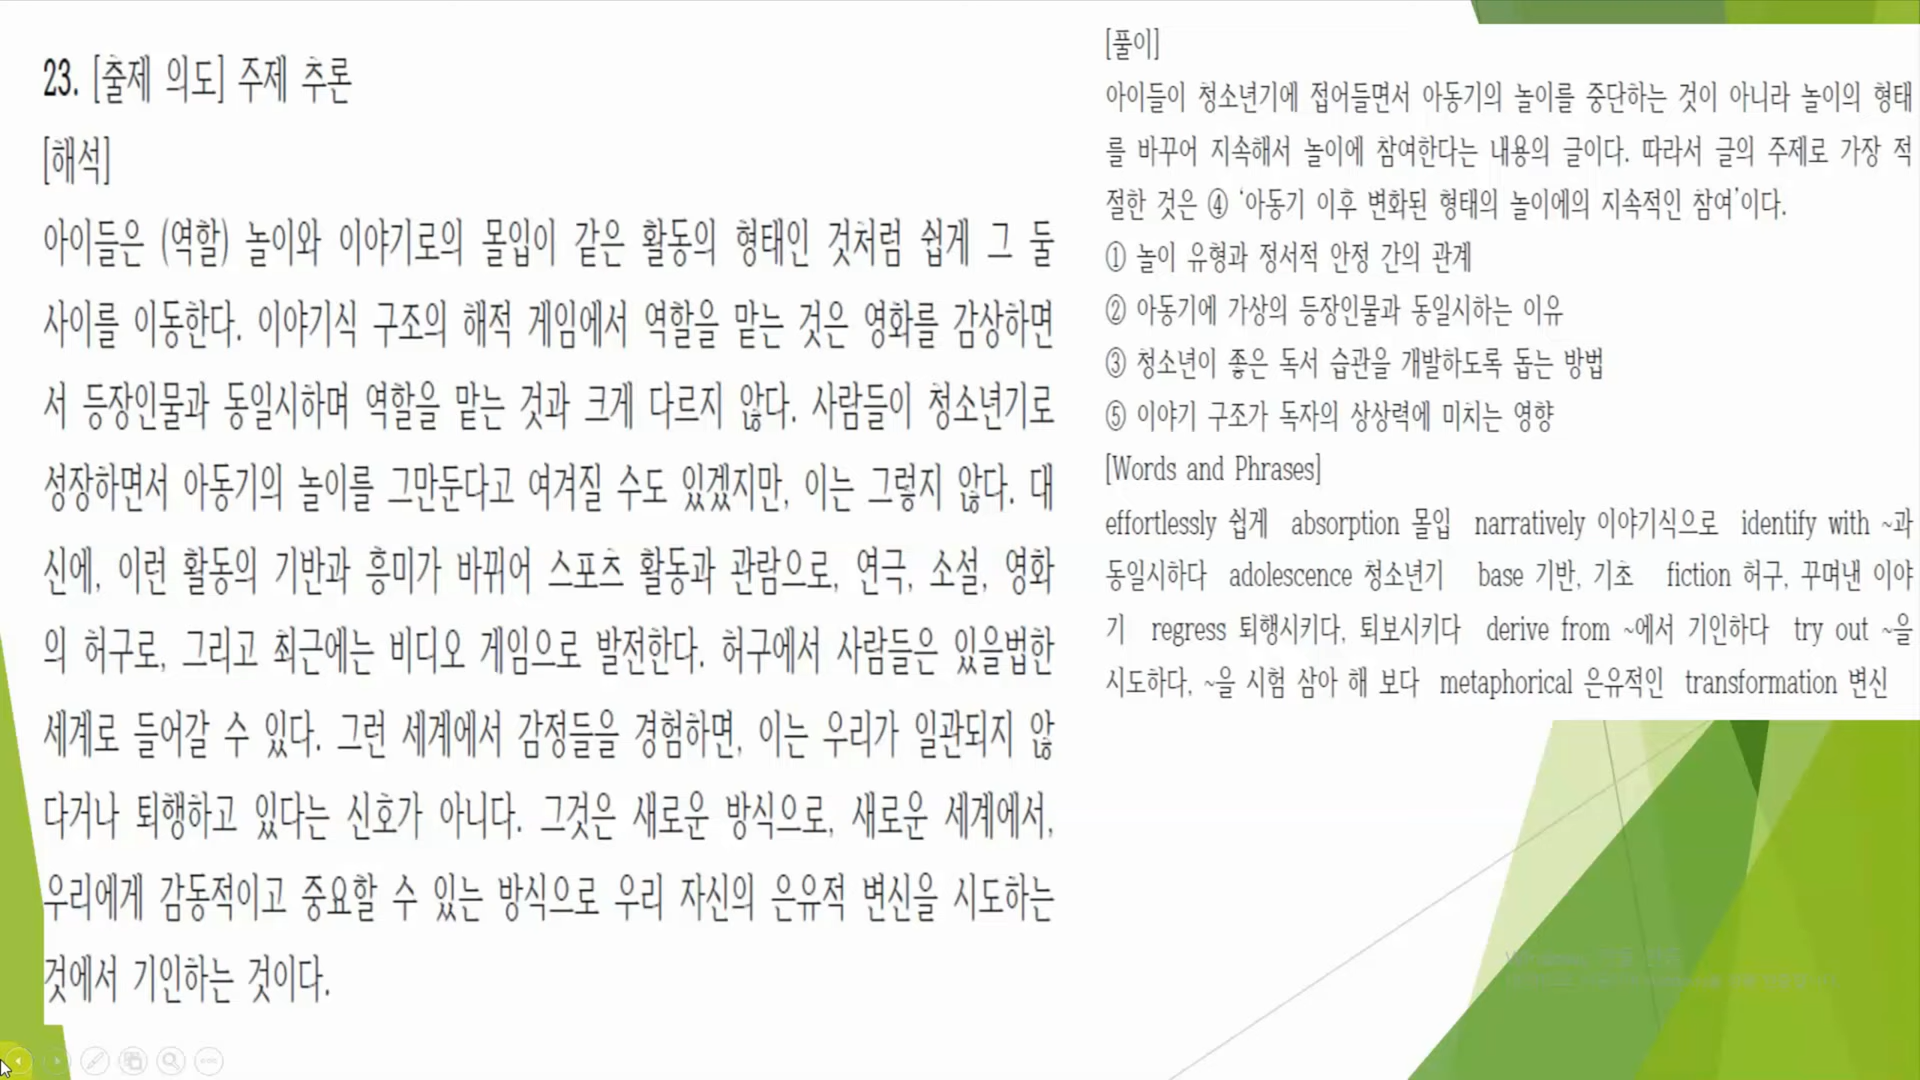 23. [출제 의도] 주제 추론
[해석]
아이들은 (역할) 놀이와 이야기로의 몰입이 같은 활동의 형태인 것처럼 쉽게 그 둘
사이를 이동한다. 이야기식 구조의 해적 게임에서 역할을 맡는 것은 영화를 감상하면
서 등장인물과 동일시하며 역할을 맡는 것과 크게 다르지 않다. 사람들이 청소년기로
성장하면서 아동기의 놀이를 그만둔다고 여겨질 수도 있겠지만, 이는 그렇지 않다. 대
신에, 이런 활동의 기반과 흥미가 바뀌어 스포츠 활동과 관람으로, 연극, 소설, 영화
의 허구로, 그리고 최근에는 비디오 게임으로 발전한다. 허구에서 사람들은 있을법한
세계로 들어갈 수 있다. 그런 세계에서 감정들을 경험하면, 이는 우리가 일관되지 않
다거나 퇴행하고 있다는 신호가 아니다. 그것은 새로운 방식으로, 새로운 세계에서,
우리에게 감동적이고 중요할 수 있는 방식으로 우리 자신의 은유적 변신을 시도하는
것에서 기인하는 것이다.
[풀이]
아이들이 청소년기에 접어들면서 아동기의 놀이를 중단하는 것이 아니라 놀이의 형태
를 바꾸어 지속해서 놀이에 참여한다는 내용의 글이다. 따라서 글의 주제로 가장 적
절한 것은 ④ ‘아동기 이후 변화된 형태의 놀이에의 지속적인 참여’이다.
① 놀이 유형과 정서적 안정 간의 관계
② 아동기에 가상의 등장인물과 동일시하는 이유
③ 청소년이 좋은 독서 습관을 개발하도록 돕는 방법
⑤ 이야기 구조가 독자의 상상력에 미치는 영향
[Words and Phrases]
effortlessly 쉽게 absorption 몰입 narratively 이야기식으로 identify with ~과
동일시하다 adolescence 청소년기 base 기반, 기초 fiction 허구, 꾸며낸 이야
기 regress 퇴행시키다, 퇴보시키다 derive from ~에서 기인하다 try out ~을
시도하다, ~을 시험 삼아 해 보다 metaphorical 은유적인 transformation 변신